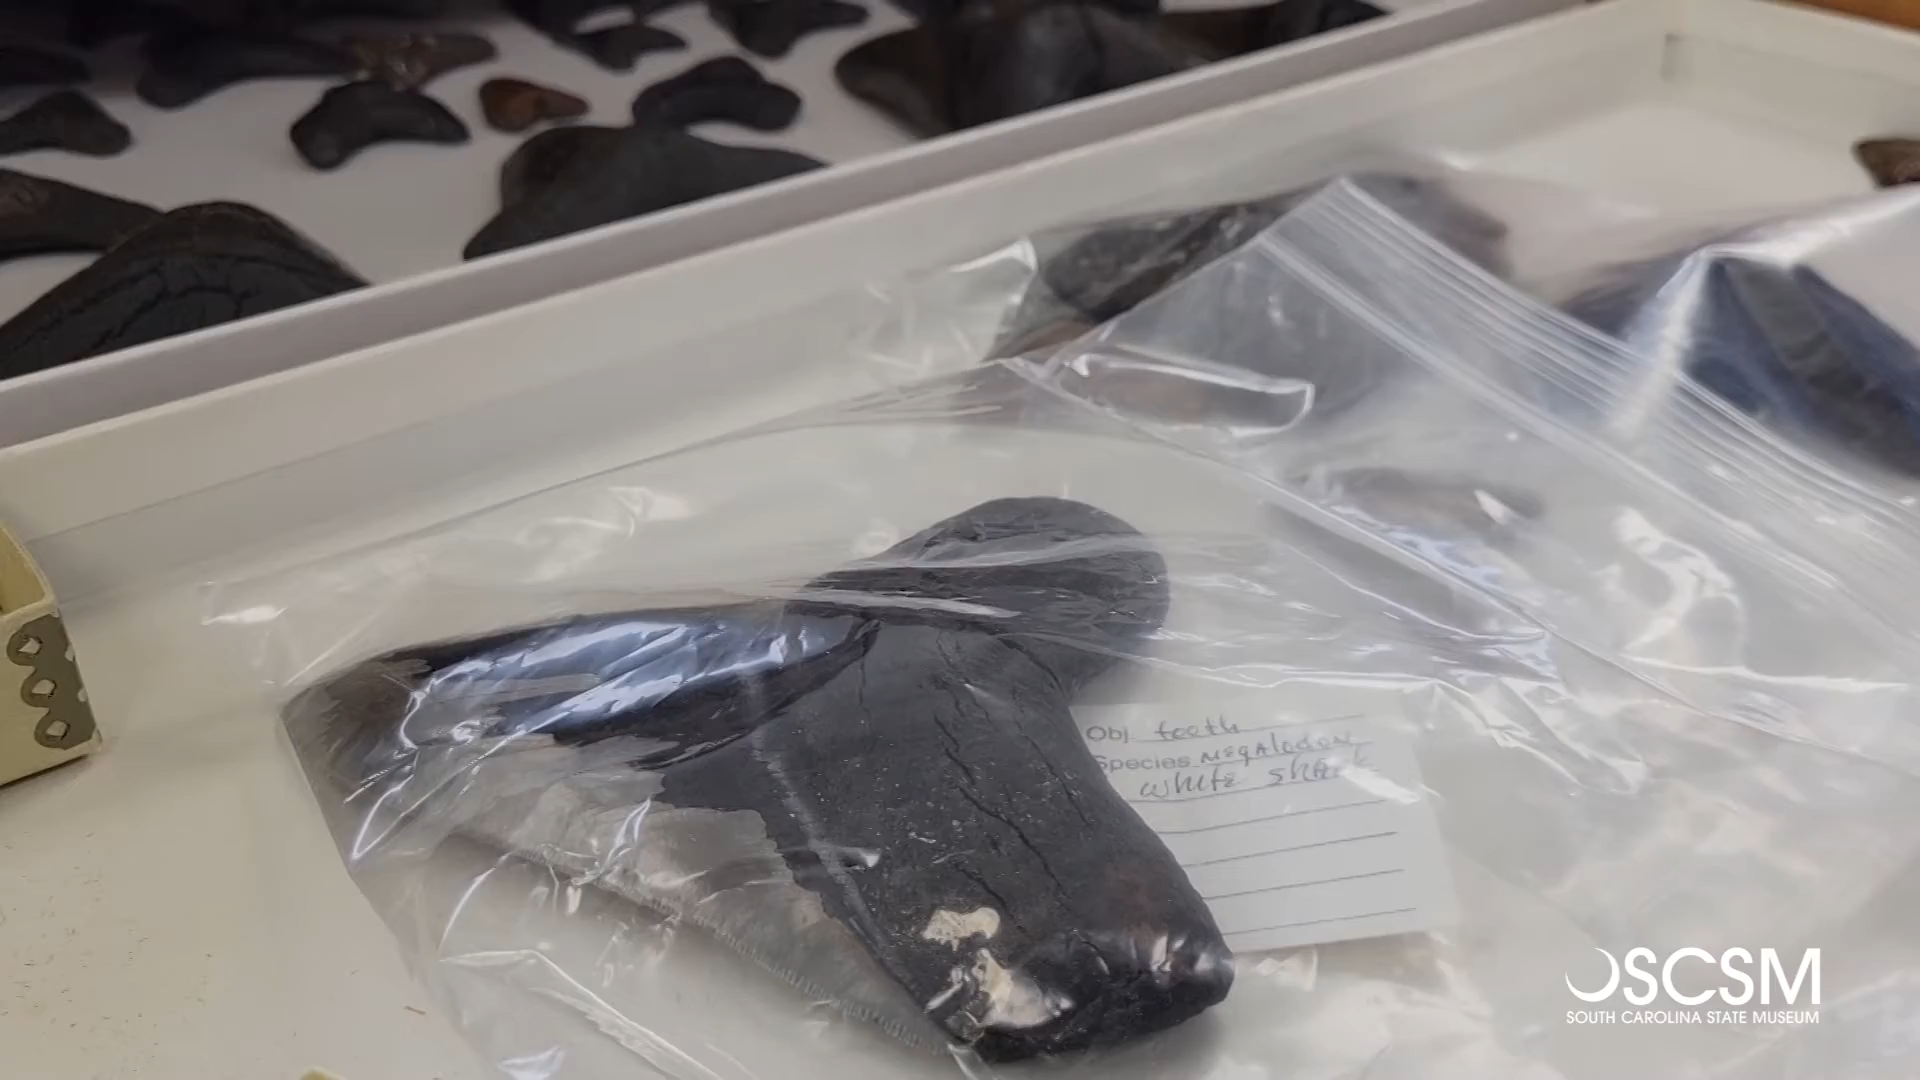 Obj teeth
Species Megalodon
white shark
SCSM
SOUTH CAROLINA STATE MUSEUM